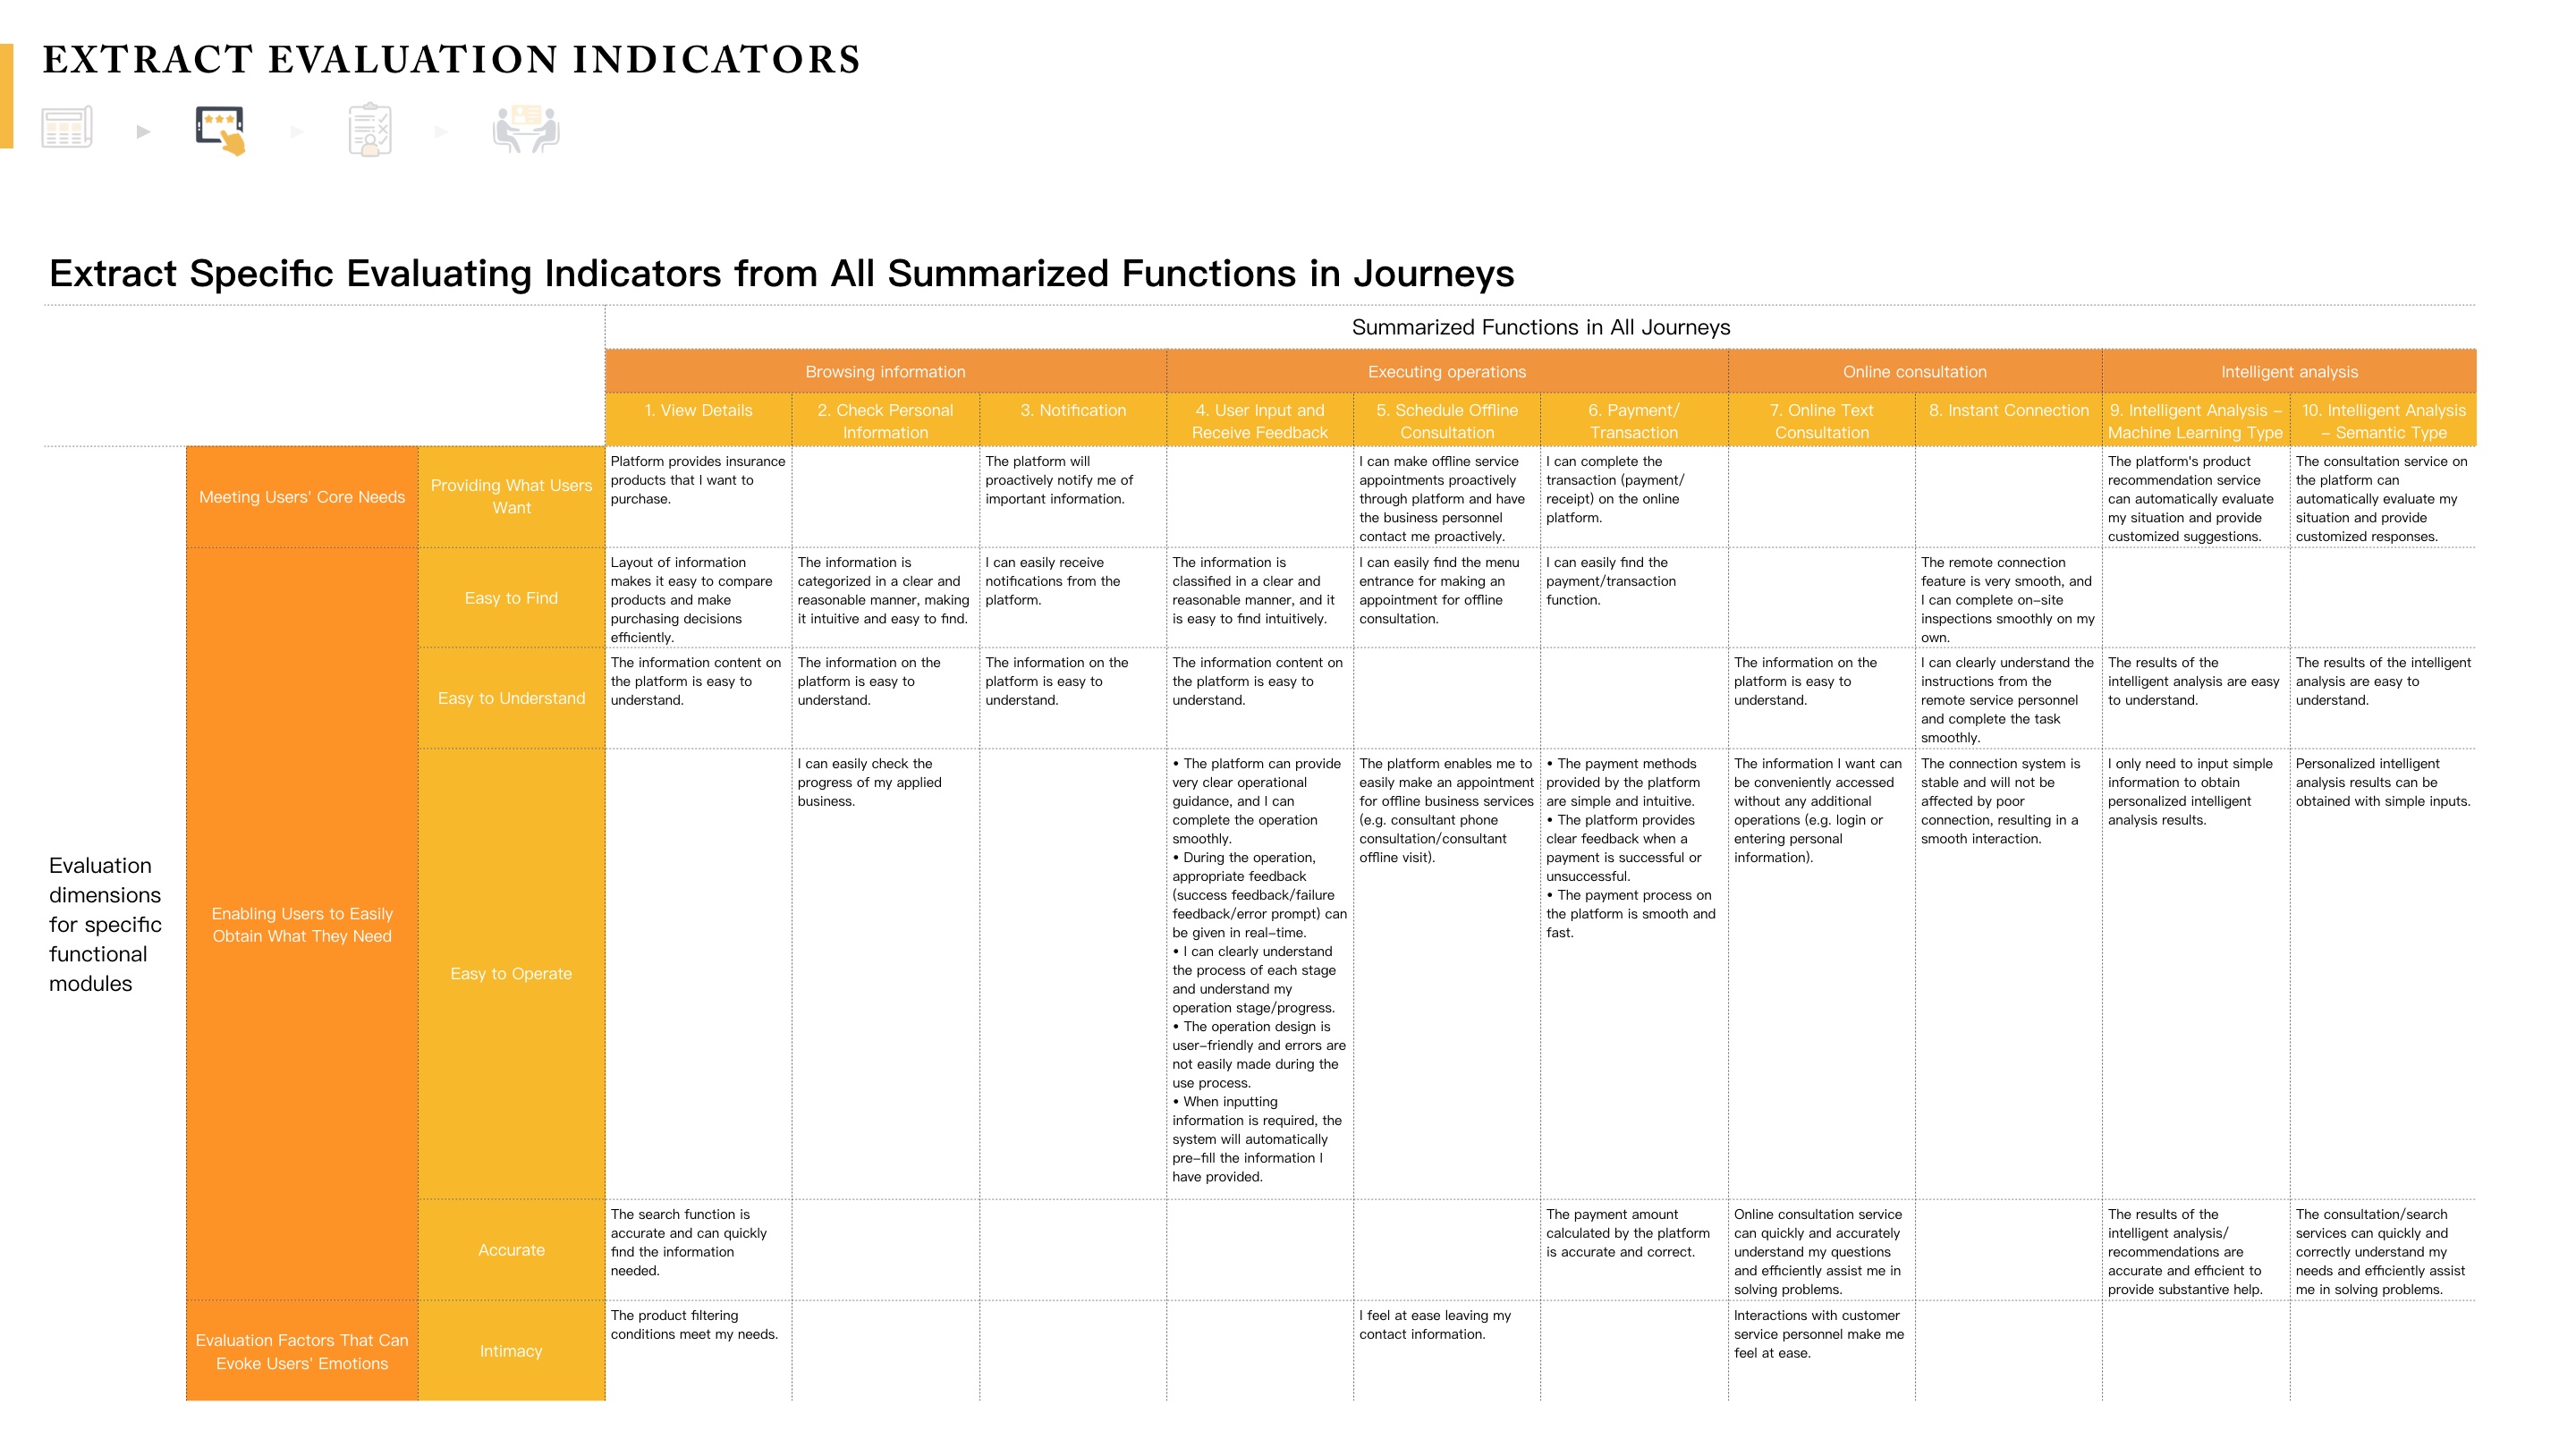 EXTRACT EVALUATION INDICATORS
Extract Specific Evaluating Indicators from All Summarized Functions in Journeys
Summarized Functions in All Journeys
Browsing information
Executing operations
Online consultation
Intelligent analysis
1. View Details
2. Check Personal
Information
3. Notification
4. User Input and
Receive Feedback
5. Schedule Offline
Consultation
6. Payment/
Transaction
7. Online Text
Consultation
8. Instant Connection
9. Intelligent Analysis –
Machine Learning Type
10. Intelligent Analysis
– Semantic Type
Evaluation
dimensions
for specific
functional
modules
Meeting Users' Core Needs
Providing What Users
Want
Platform provides insurance
products that I want to
purchase.
The platform will
proactively notify me of
important information.
I can make offline service
appointments proactively
through platform and have
the business personnel
contact me proactively.
I can complete the
transaction (payment/
receipt) on the online
platform.
The platform's product
recommendation service
can automatically evaluate
my situation and provide
customized suggestions.
The consultation service on
the platform can
automatically evaluate my
situation and provide
customized responses.
Enabling Users to Easily
Obtain What They Need
Easy to Find
Layout of information
makes it easy to compare
products and make
purchasing decisions
efficiently.
The information is
categorized in a clear and
reasonable manner, making
it intuitive and easy to find.
I can easily receive
notifications from the
platform.
The information is
classified in a clear and
reasonable manner, and it
is easy to find intuitively.
I can easily find the menu
entrance for making an
appointment for offline
consultation.
I can easily find the
payment/transaction
function.
The remote connection
feature is very smooth, and
I can complete on–site
inspections smoothly on my
own.
Easy to Understand
The information content on
the platform is easy to
understand.
The information on the
platform is easy to
understand.
The information on the
platform is easy to
understand.
The information content on
the platform is easy to
understand.
The information on the
platform is easy to
understand.
I can clearly understand the
instructions from the
remote service personnel
and complete the task
smoothly.
The results of the
intelligent analysis are easy
to understand.
The results of the intelligent
analysis are easy to
understand.
Easy to Operate
I can easily check the
progress of my applied
business.
• The platform can provide
very clear operational
guidance, and I can
complete the operation
smoothly.
• During the operation,
appropriate feedback
(success feedback/failure
feedback/error prompt) can
be given in real–time.
• I can clearly understand
the process of each stage
and understand my
operation stage/progress.
• The operation design is
user–friendly and errors are
not easily made during the
use process.
• When inputting
information is required, the
system will automatically
pre–fill the information I
have provided.
The platform enables me to
easily make an appointment
for offline business services
(e.g. consultant phone
consultation/consultant
offline visit).
• The payment methods
provided by the platform
are simple and intuitive.
• The platform provides
clear feedback when a
payment is successful or
unsuccessful.
• The payment process on
the platform is smooth and
fast.
The information I want can
be conveniently accessed
without any additional
operations (e.g. login or
entering personal
information).
The connection system is
stable and will not be
affected by poor
connection, resulting in a
smooth interaction.
I only need to input simple
information to obtain
personalized intelligent
analysis results.
Personalized intelligent
analysis results can be
obtained with simple inputs.
Accurate
The search function is
accurate and can quickly
find the information
needed.
The payment amount
calculated by the platform
is accurate and correct.
Online consultation service
can quickly and accurately
understand my questions
and efficiently assist me in
solving problems.
The results of the
intelligent analysis/
recommendations are
accurate and efficient to
provide substantive help.
The consultation/search
services can quickly and
correctly understand my
needs and efficiently assist
me in solving problems.
Evaluation Factors That Can
Evoke Users' Emotions
Intimacy
The product filtering
conditions meet my needs.
I feel at ease leaving my
contact information.
Interactions with customer
service personnel make me
feel at ease.